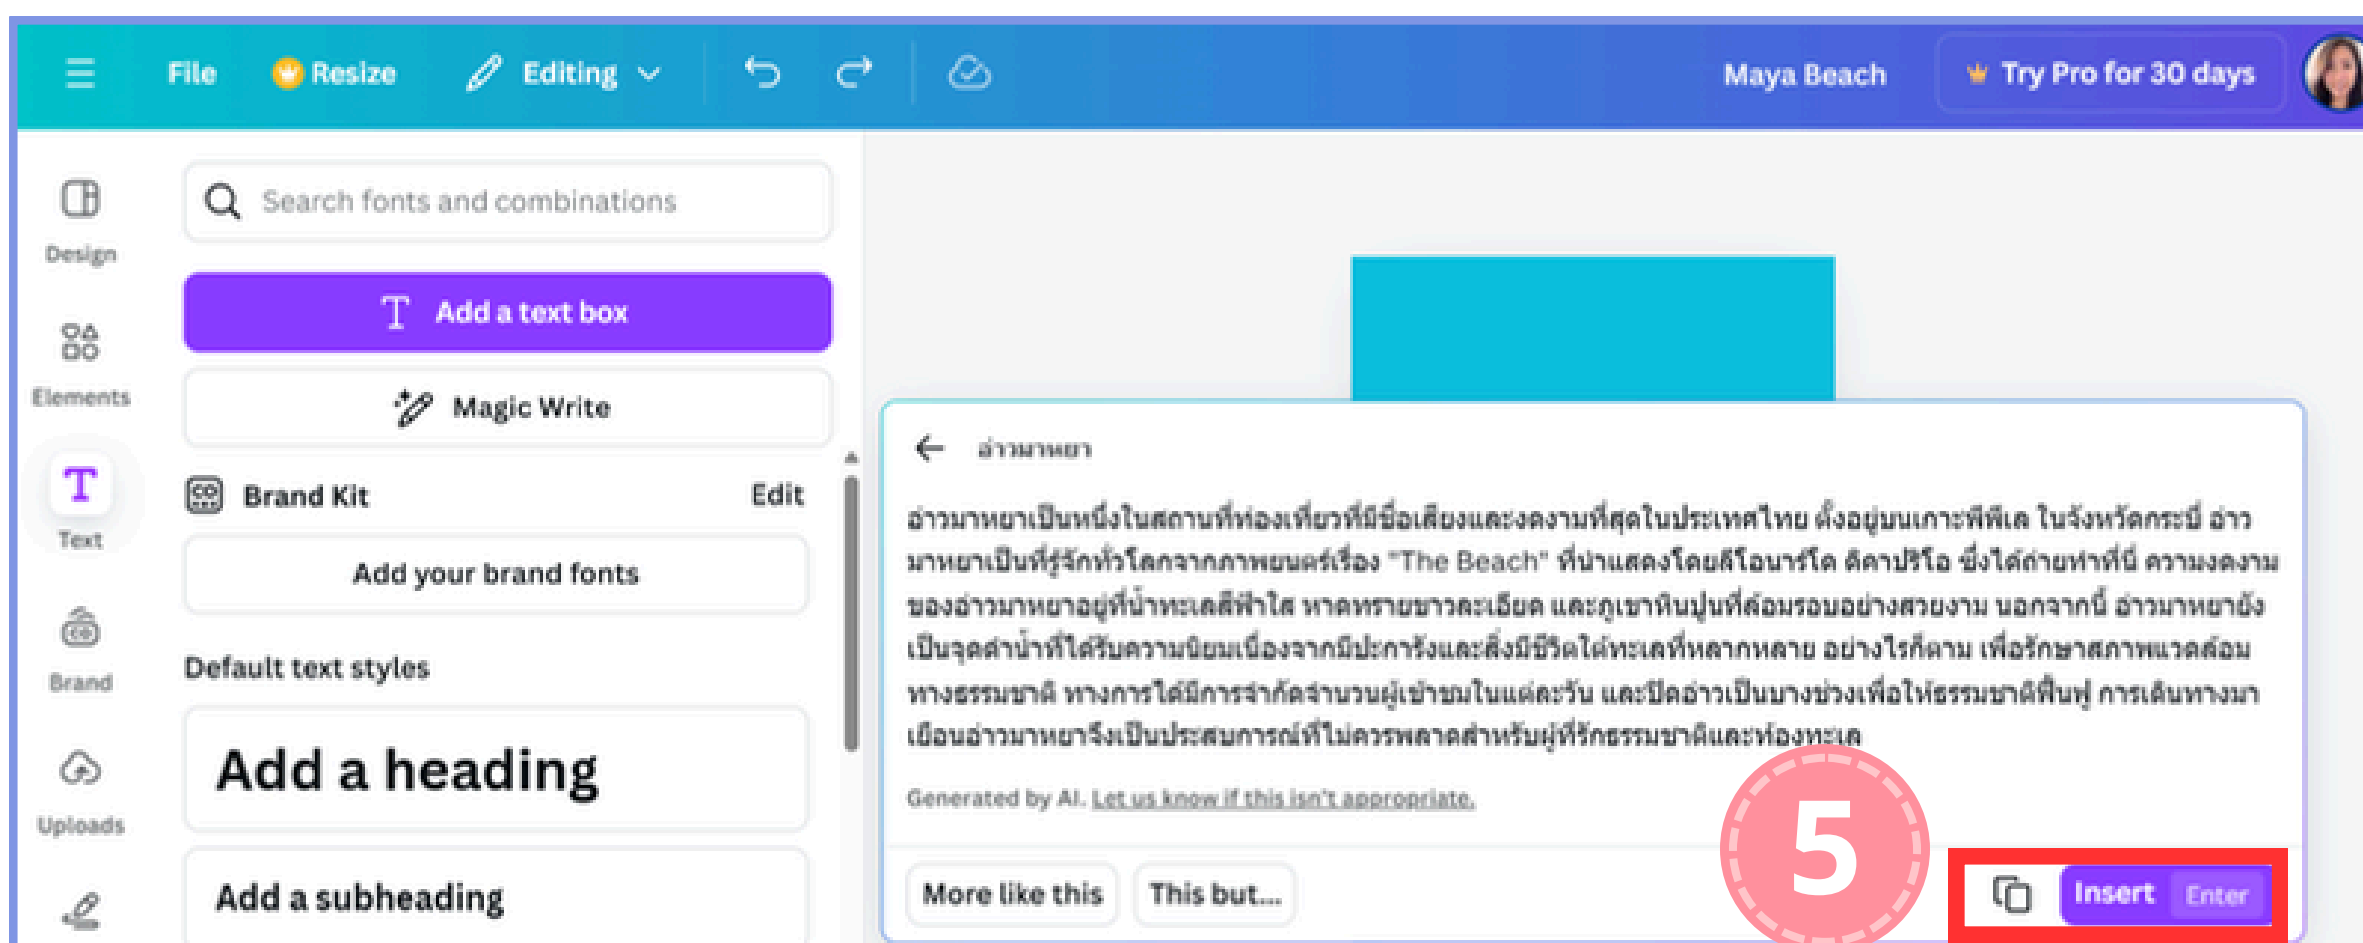 File
Resize
Editing
Maya Beach
Try Pro for 30 days
Design
Elements
Text
Brand
Uploads
Search fonts and combinations
Add a text box
Magic Write
Brand Kit
Edit
Add your brand fonts
Default text styles
Add a heading
Add a subheading
อ่าวมาหยา
อ่าวมาหยาเป็นหนึ่งในสถานที่ท่องเที่ยวที่มีชื่อเสียงและงดงามที่สุดในประเทศไทย ตั้งอยู่บนเกาะพีพีเล ในจังหวัดกระบี่ อ่าว
มาหยาเป็นที่รู้จักทั่วโลกจากภาพยนตร์เรื่อง "The Beach" ที่นำแสดงโดยลีโอนาร์โด ดิคาปริโอ ซึ่งได้ถ่ายทำที่นี่ ความงดงาม
ของอ่าวมาหยาอยู่ที่น้ำทะเลสีฟ้าใส หาดทรายขาวละเอียด และภูเขาหินปูนที่ล้อมรอบอย่างสวยงาม นอกจากนี้ อ่าวมาหยายัง
เป็นจุดดำน้ำที่ได้รับความนิยมเนื่องจากมีปะการังและสิ่งมีชีวิตใต้ทะเลที่หลากหลาย อย่างไรก็ตาม เพื่อรักษาสภาพแวดล้อม
ทางธรรมชาติ ทางการได้มีการจำกัดจำนวนผู้เข้าชมในแต่ละวัน และปิดอ่าวเป็นบางช่วงเพื่อให้ธรรมชาติฟื้นฟู การเดินทางมา
เยือนอ่าวมาหยาจึงเป็นประสบการณ์ที่ไม่ควรพลาดสำหรับผู้ที่รักธรรมชาติและท้องทะเล
Generated by AI. Let us know if this isn't appropriate.
5
More like this
This but...
Insert
Enter